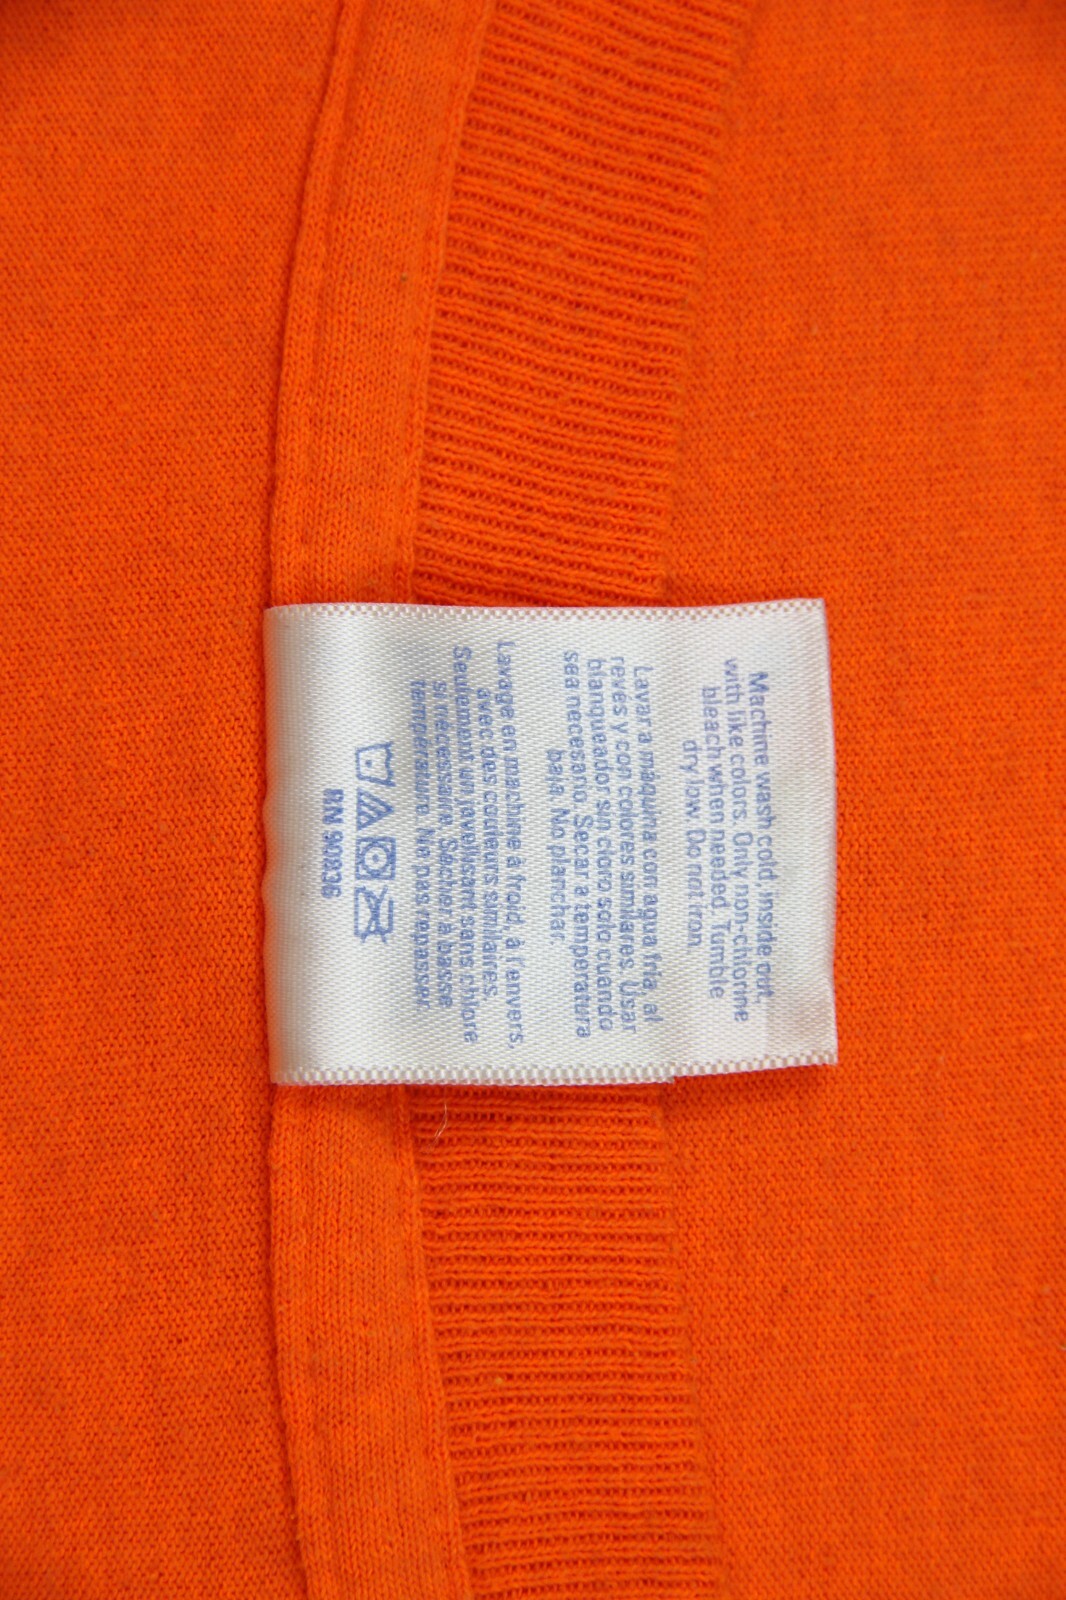 Machine wash cold, inside out,
with like colors. Only non-chlorine
bleach when needed. Tumble
dry low. Do not iron.
Lavar a máquina con agua fría, al
revés y con colores similares. Usar
blanqueador sin cloro solo cuando
sea necesario. Secar a temperatura
baja. No planchar.
Lavage en machine à froid, à l'envers,
avec des couleurs similaires.
Seulement un javellisant sans chlore
si nécessaire. Sécher à basse
température. Ne pas repasser.
RN 90836